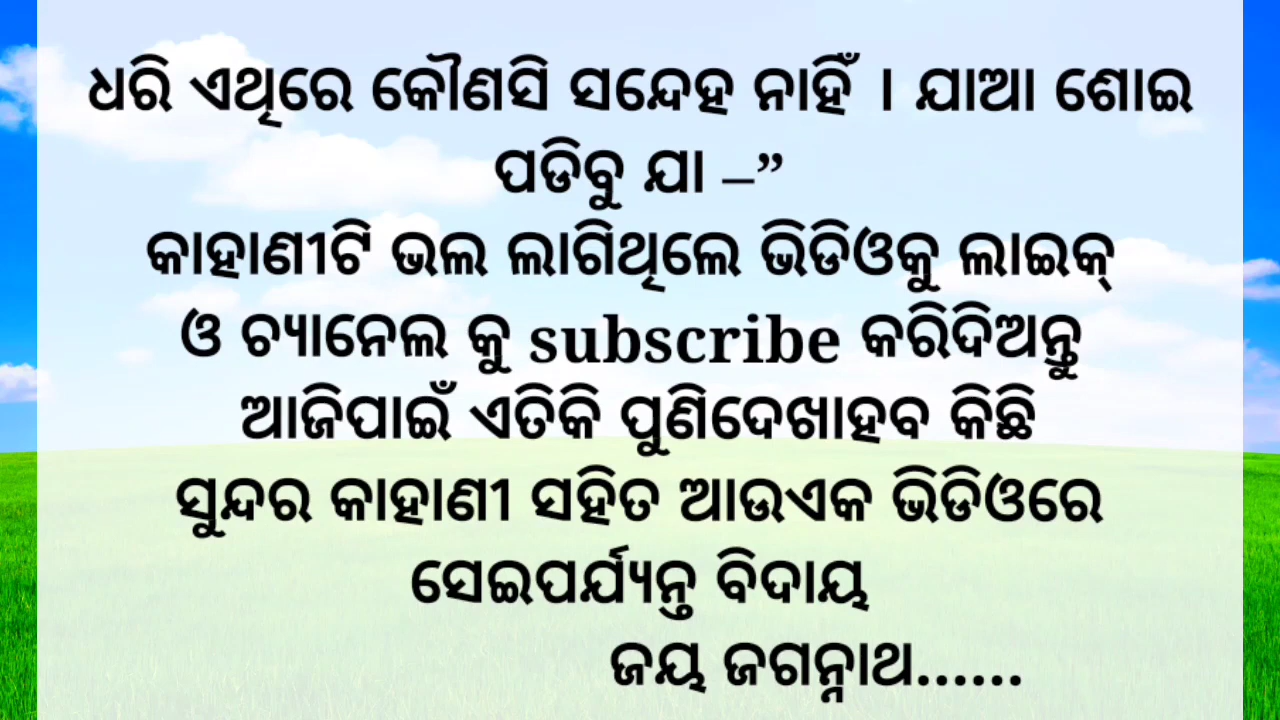 ଧରି ଏଥିରେ କୌଣସି ସନ୍ଦେହ ନାହିଁ । ଯାଆ ଶୋଇ
ପଡିବୁ ଯା –”
କାହାଣୀଟି ଭଲ ଲାଗିଥିଲେ ଭିଡିଓକୁ ଲାଇକ୍
ଓ ଚ୍ୟାନେଲ କୁ subscribe କରିଦିଅନ୍ତୁ
ଆଜିପାଇଁ ଏତିକି ପୁଣିଦେଖାହବ କିଛି
ସୁନ୍ଦର କାହାଣୀ ସହିତ ଆଉଏକ ଭିଡିଓରେ
ସେଇପର୍ଯ୍ୟନ୍ତ ବିଦାୟ
ଜୟ ଜଗନ୍ନାଥ......